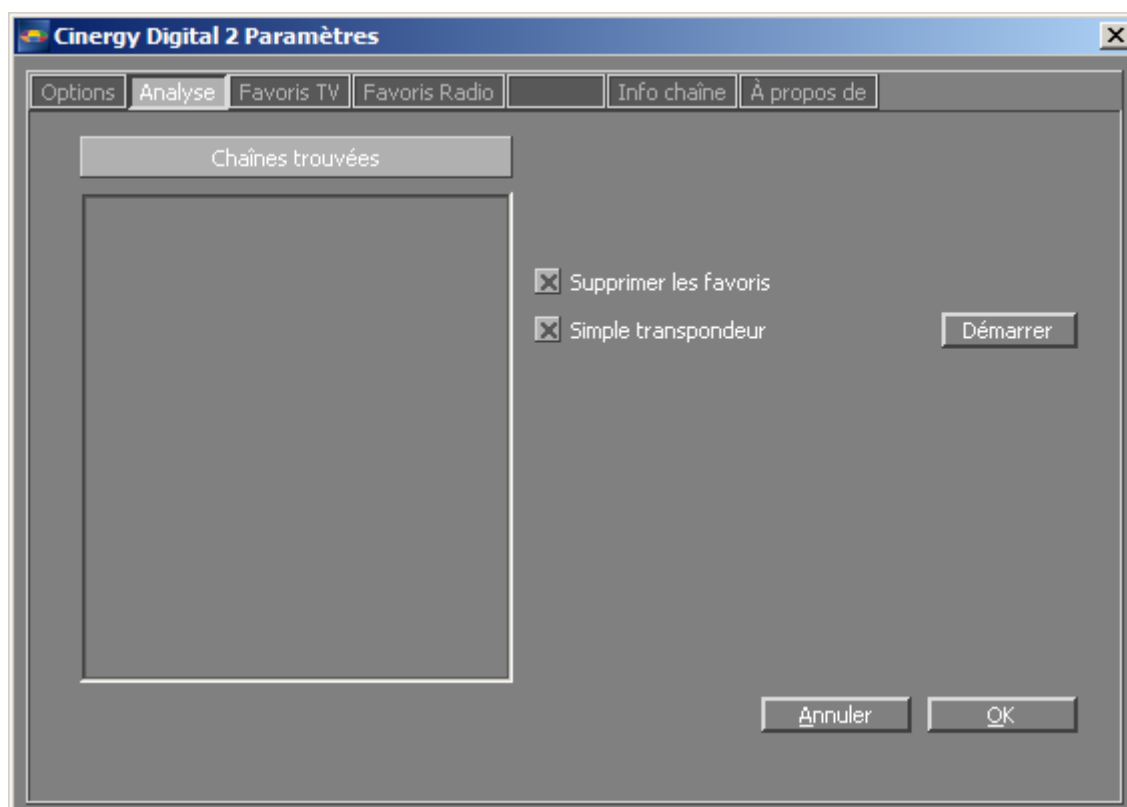 Cinergy Digital 2 Paramètres
Options Analyse Favoris TV Favoris Radio Info chaîne À propos de
Chaînes trouvées
Supprimer les favoris
Simple transpondeur Démarrer
Annuler OK